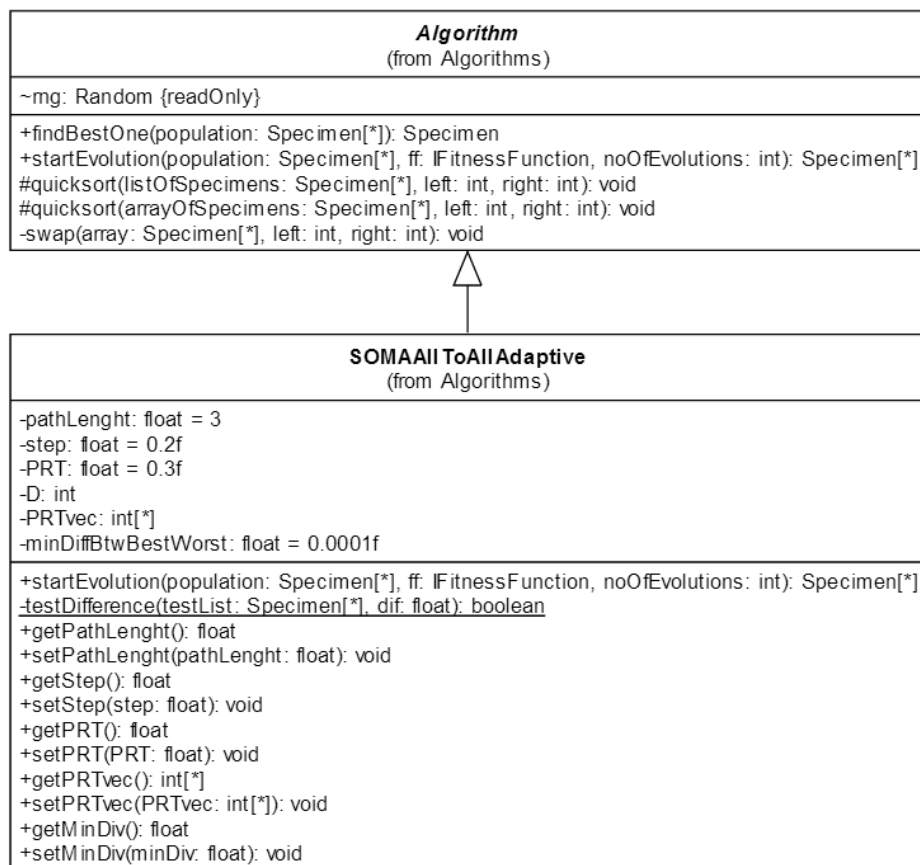 Algorithm
(from Algorithms)
~rng: Random {readOnly}
+findBestOne(population: Specimen[*]): Specimen
+startEvolution(population: Specimen[*], ff: IFitnessFunction, noOfEvolutions: int): Specimen[*]
#quicksort(listOfSpecimens: Specimen[*], left: int, right: int): void
#quicksort(arrayOfSpecimens: Specimen[*], left: int, right: int): void
-swap(array: Specimen[*], left: int, right: int): void
SOMAAllToAllAdaptive
(from Algorithms)
-pathLenght: float = 3
-step: float = 0.2f
-PRT: float = 0.3f
-D: int
-PRTvec: int[*]
-minDiffBtwBestWorst: float = 0.0001f
+startEvolution(population: Specimen[*], ff: IFitnessFunction, noOfEvolutions: int): Specimen[*]
-testDifference(testList: Specimen[*], dif: float): boolean
+getPathLenght(): float
+setPathLenght(pathLenght: float): void
+getStep(): float
+setStep(step: float): void
+getPRT(): float
+setPRT(PRT: float): void
+getPRTvec(): int[*]
+setPRTvec(PRTvec: int[*]): void
+getMinDiv(): float
+setMinDiv(minDiv: float): void